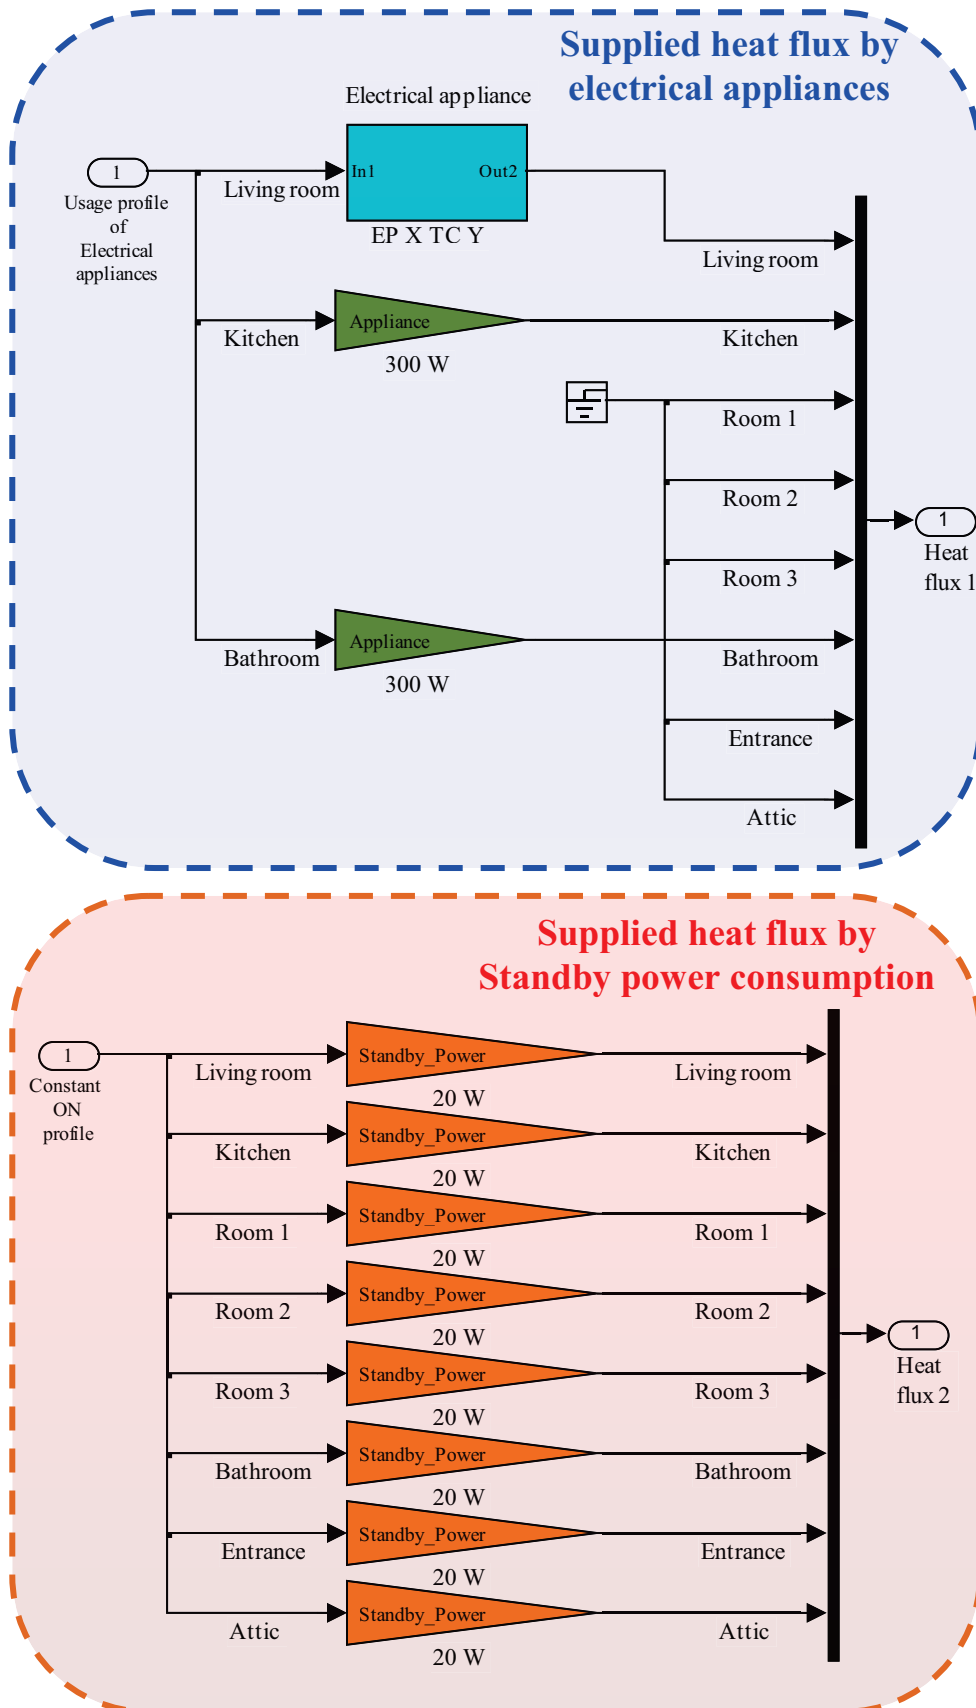 Supplied heat flux by
electrical appliances
Electrical appliance
1
In1
Out2
Living room
Usage profile
of
Electrical
appliances
EP X TC Y
Living room
Appliance
Kitchen
Kitchen
300 W
Room 1
Room 2
1
Heat
flux 1
Room 3
Appliance
Bathroom
Bathroom
300 W
Entrance
Attic
Supplied heat flux by
Standby power consumption
1
Constant
ON
profile
Living room
Standby_Power
Living room
20 W
Kitchen
Standby_Power
Kitchen
20 W
Room 1
Standby_Power
Room 1
20 W
Room 2
Standby_Power
Room 2
20 W
1
Heat
flux 2
Room 3
Standby_Power
Room 3
20 W
Bathroom
Standby_Power
Bathroom
20 W
Entrance
Standby_Power
Entrance
20 W
Attic
Standby_Power
Attic
20 W